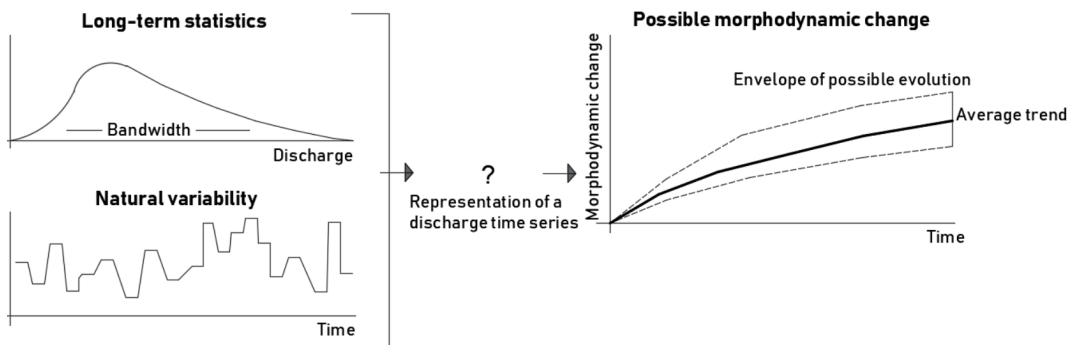 Long-term statistics
Bandwidth
Discharge
Natural variability
Time
?
Representation of a
discharge time series
Possible morphodynamic change
Morphodynamic change
Envelope of possible evolution
Average trend
Time